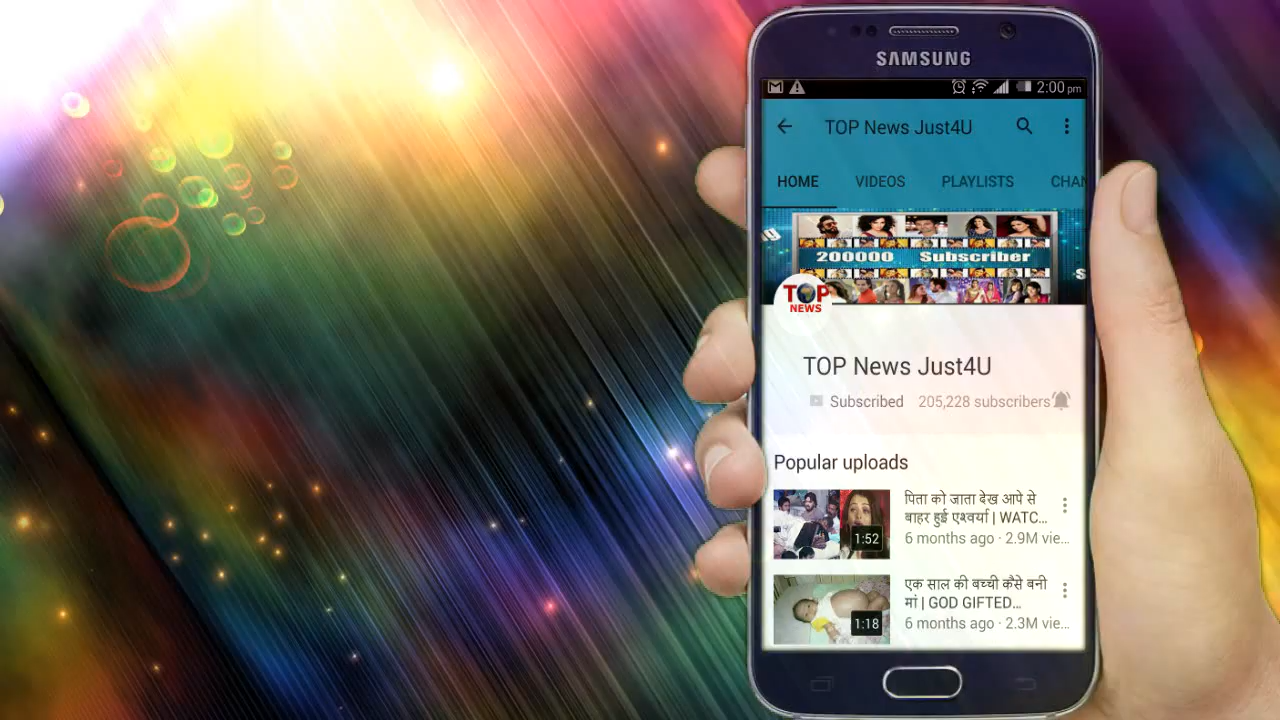 SAMSUNG
2:00 pm
TOP News Just4U
HOME VIDEOS PLAYLISTS CHAN
200000 Subscriber
TOP
NEWS
TOP News Just4U
Subscribed 205,228 subscribers
Popular uploads
पिता को जाता देख आपे से
बाहर हुई एश्वर्या | WATC...
6 months ago · 2.9M vie...
1:52
एक साल की बच्ची कैसे बनी
मां | GOD GIFTED...
6 months ago · 2.3M vie...
1:18